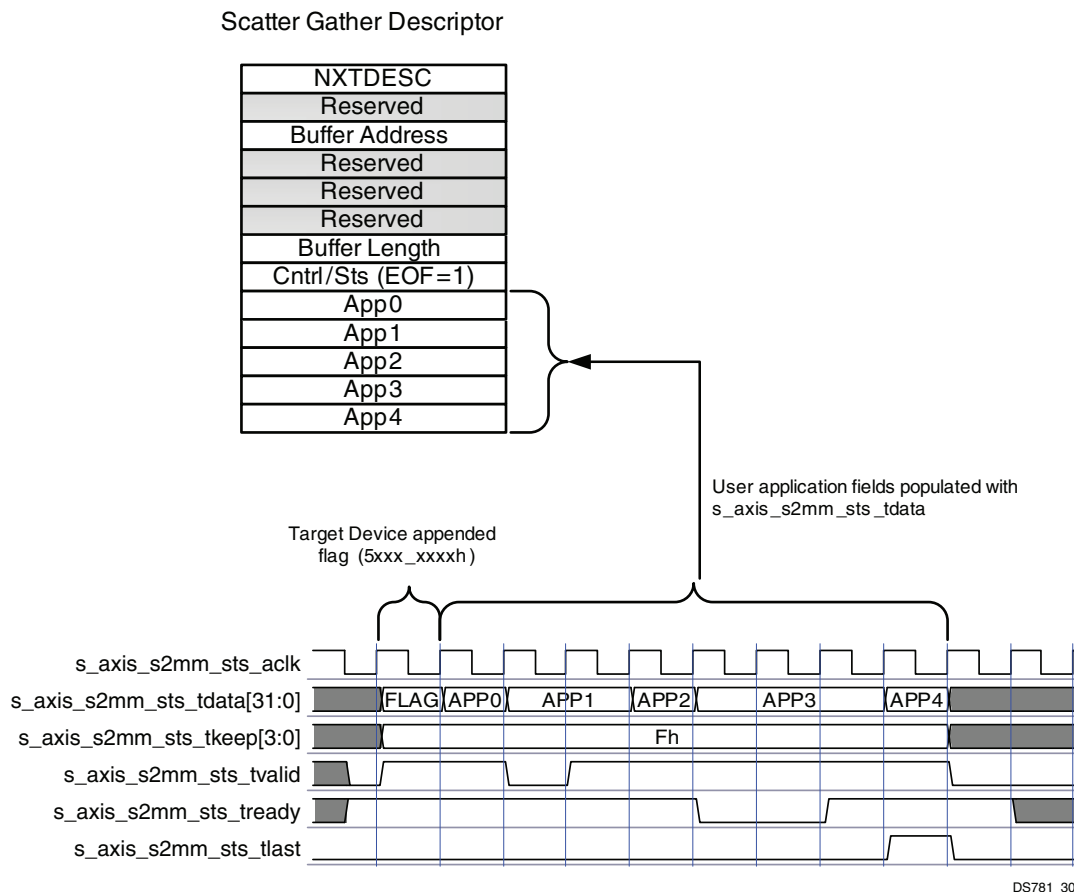 Scatter Gather Descriptor
NXTDESC
Reserved
Buffer Address
Reserved
Reserved
Reserved
Buffer Length
Cntrl/Sts (EOF=1)
App0
App1
App2
App3
App4
User application fields populated with
s_axis_s2mm_sts_tdata
Target Device appended
flag (5xxx_xxxxh)
s_axis_s2mm_sts_aclk
s_axis_s2mm_sts_tdata[31:0] FLAG APP0 APP1 APP2 APP3 APP4
s_axis_s2mm_sts_tkeep[3:0] Fh
s_axis_s2mm_sts_tvalid
s_axis_s2mm_sts_tready
s_axis_s2mm_sts_tlast
DS781_30